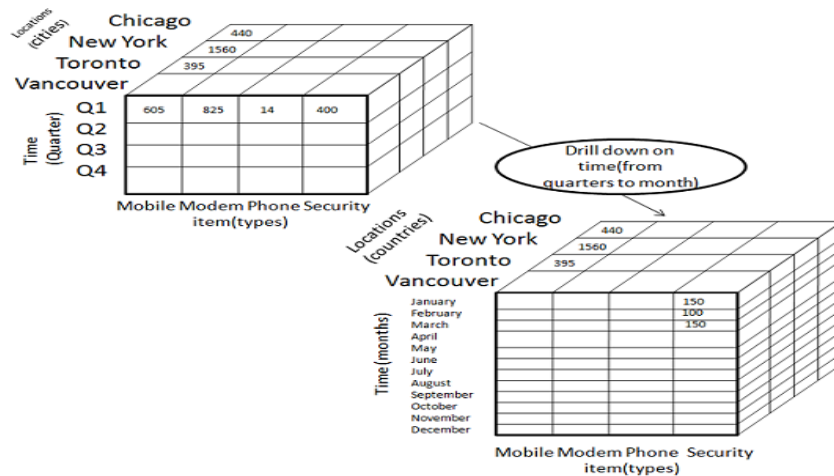 Locations
(cities)
Chicago
New York
Toronto
Vancouver
440
1560
395
Time
(Quarter)
Q1
Q2
Q3
Q4
605 825 14 400
Mobile Modem Phone Security
item(types)
Drill down on
time(from
quarters to month)
Locations
(countries)
Chicago
New York
Toronto
Vancouver
440
1560
395
Time(months)
January
February
March
April
May
June
July
August
September
October
November
December
150
100
150
Mobile Modem Phone Security
item(types)